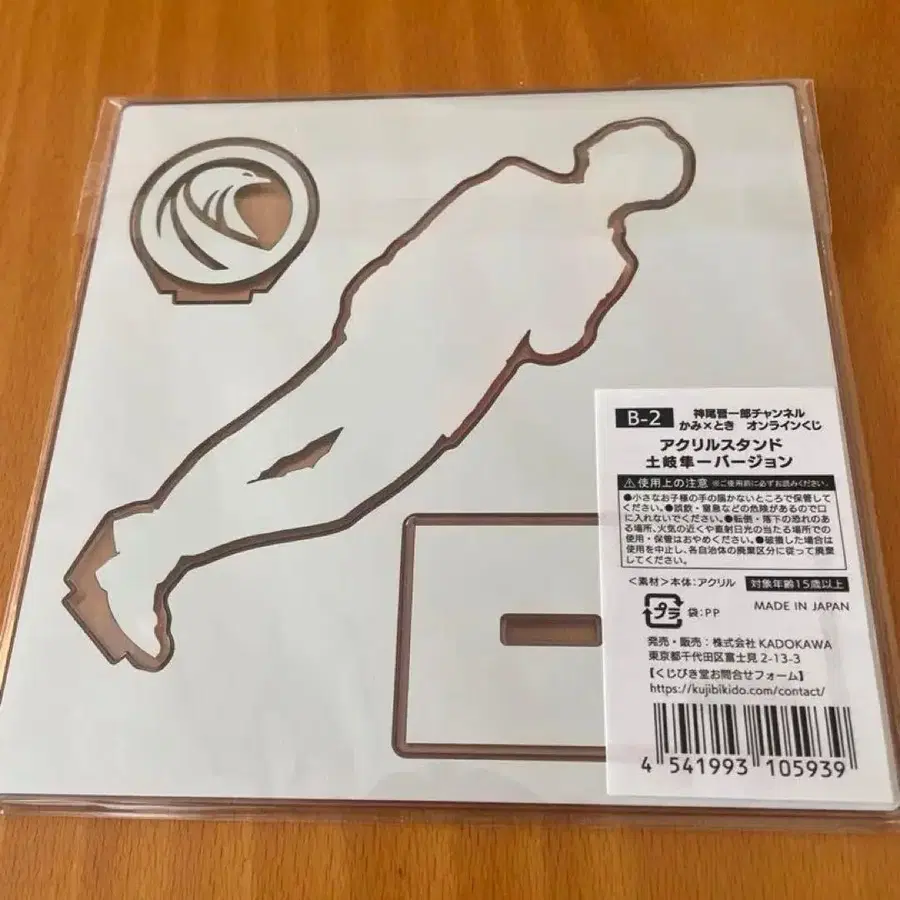 B-2
神尾晋一郎チャンネル
かみ×とき オンラインくじ
アクリルスタンド
土岐隼一バージョン
⚠使用上の注意 ※ご使用前に必ずお読みください。
●小さなお子様の手の届かないところで保管して
ください。●誤飲・窒息などの危険があるので口
に入れないでください。●転倒・落下の恐れのあ
る場所、火気の近くや直射日光の当たる場所での
使用・保管はおやめください。●破損した場合は
使用を中止し、各自治体の廃棄区分に従って廃棄
してください。
<素材>本体:アクリル 対象年齢15歳以上
プラ 袋:PP MADE IN JAPAN
発売・販売:株式会社 KADOKAWA
東京都千代田区富士見 2-13-3
【くじびき堂お問合せフォーム】
https://kujibikido.com/contact/
4 541993 105939